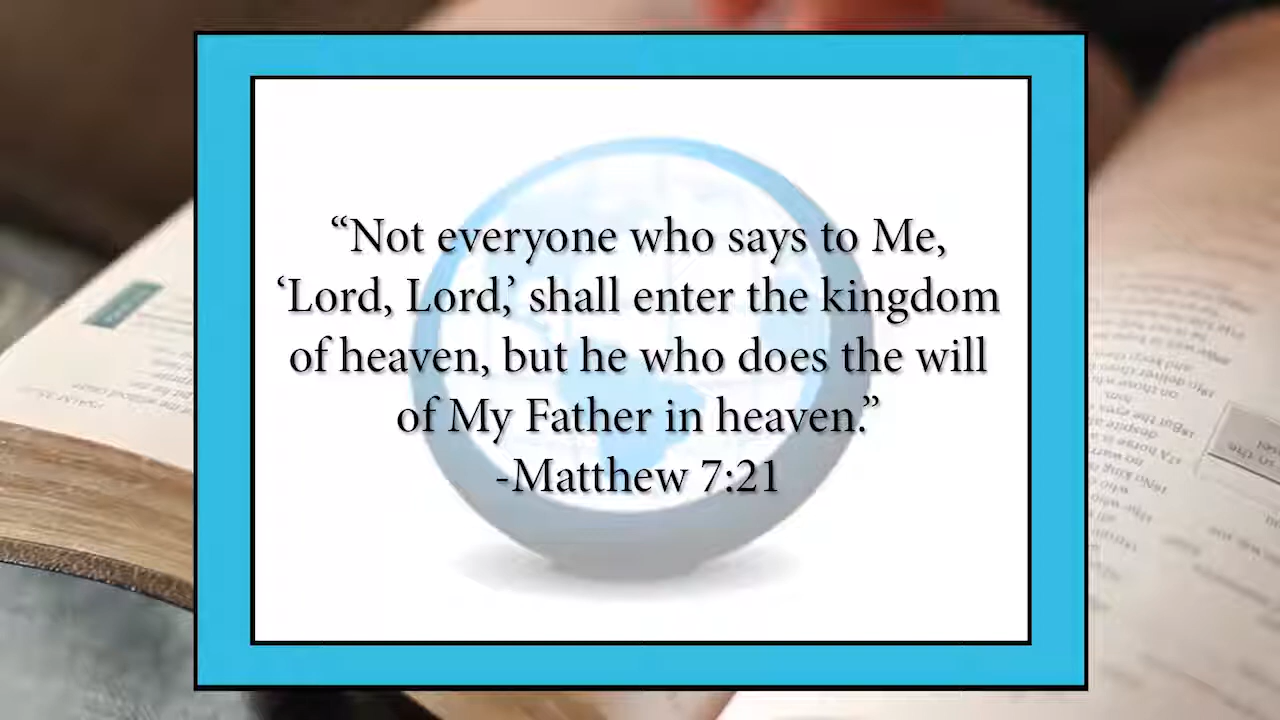 “Not everyone who says to Me,
‘Lord, Lord,’ shall enter the kingdom
of heaven, but he who does the will
of My Father in heaven.”
-Matthew 7:21